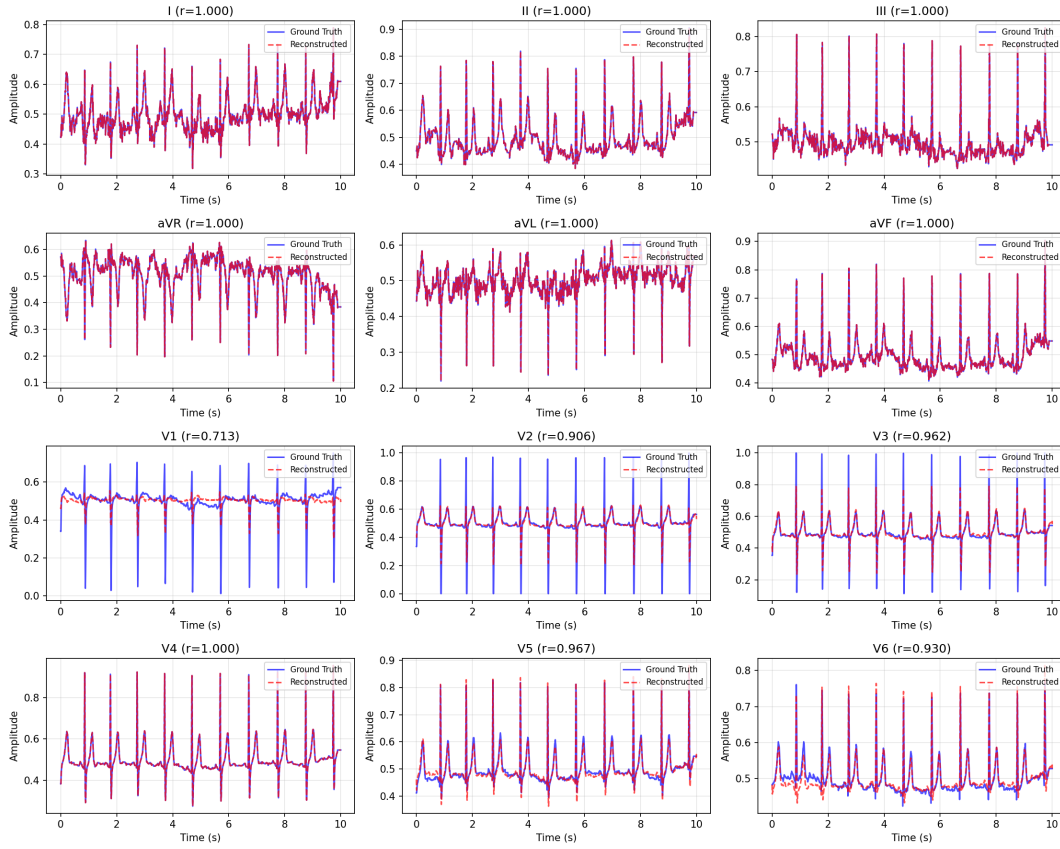 I (r=1.000)
Ground Truth
Reconstructed
Amplitude
0.8
0.7
0.6
0.5
0.4
0.3
0 2 4 6 8 10
Time (s)
II (r=1.000)
Ground Truth
Reconstructed
Amplitude
0.9
0.8
0.7
0.6
0.5
0.4
0 2 4 6 8 10
Time (s)
III (r=1.000)
Ground Truth
Reconstructed
Amplitude
0.8
0.7
0.6
0.5
0 2 4 6 8 10
Time (s)
aVR (r=1.000)
Ground Truth
Reconstructed
Amplitude
0.6
0.5
0.4
0.3
0.2
0.1
0 2 4 6 8 10
Time (s)
aVL (r=1.000)
Ground Truth
Reconstructed
Amplitude
0.6
0.5
0.4
0.3
0.2
0 2 4 6 8 10
Time (s)
aVF (r=1.000)
Ground Truth
Reconstructed
Amplitude
0.9
0.8
0.7
0.6
0.5
0.4
0 2 4 6 8 10
Time (s)
V1 (r=0.713)
Ground Truth
Reconstructed
Amplitude
0.6
0.4
0.2
0.0
0 2 4 6 8 10
Time (s)
V2 (r=0.906)
Ground Truth
Reconstructed
Amplitude
1.0
0.8
0.6
0.4
0.2
0.0
0 2 4 6 8 10
Time (s)
V3 (r=0.962)
Ground Truth
Reconstructed
Amplitude
1.0
0.8
0.6
0.4
0.2
0 2 4 6 8 10
Time (s)
V4 (r=1.000)
Ground Truth
Reconstructed
Amplitude
0.8
0.6
0.4
0 2 4 6 8 10
Time (s)
V5 (r=0.967)
Ground Truth
Reconstructed
Amplitude
0.9
0.8
0.7
0.6
0.5
0.4
0 2 4 6 8 10
Time (s)
V6 (r=0.930)
Ground Truth
Reconstructed
Amplitude
0.8
0.7
0.6
0.5
0 2 4 6 8 10
Time (s)